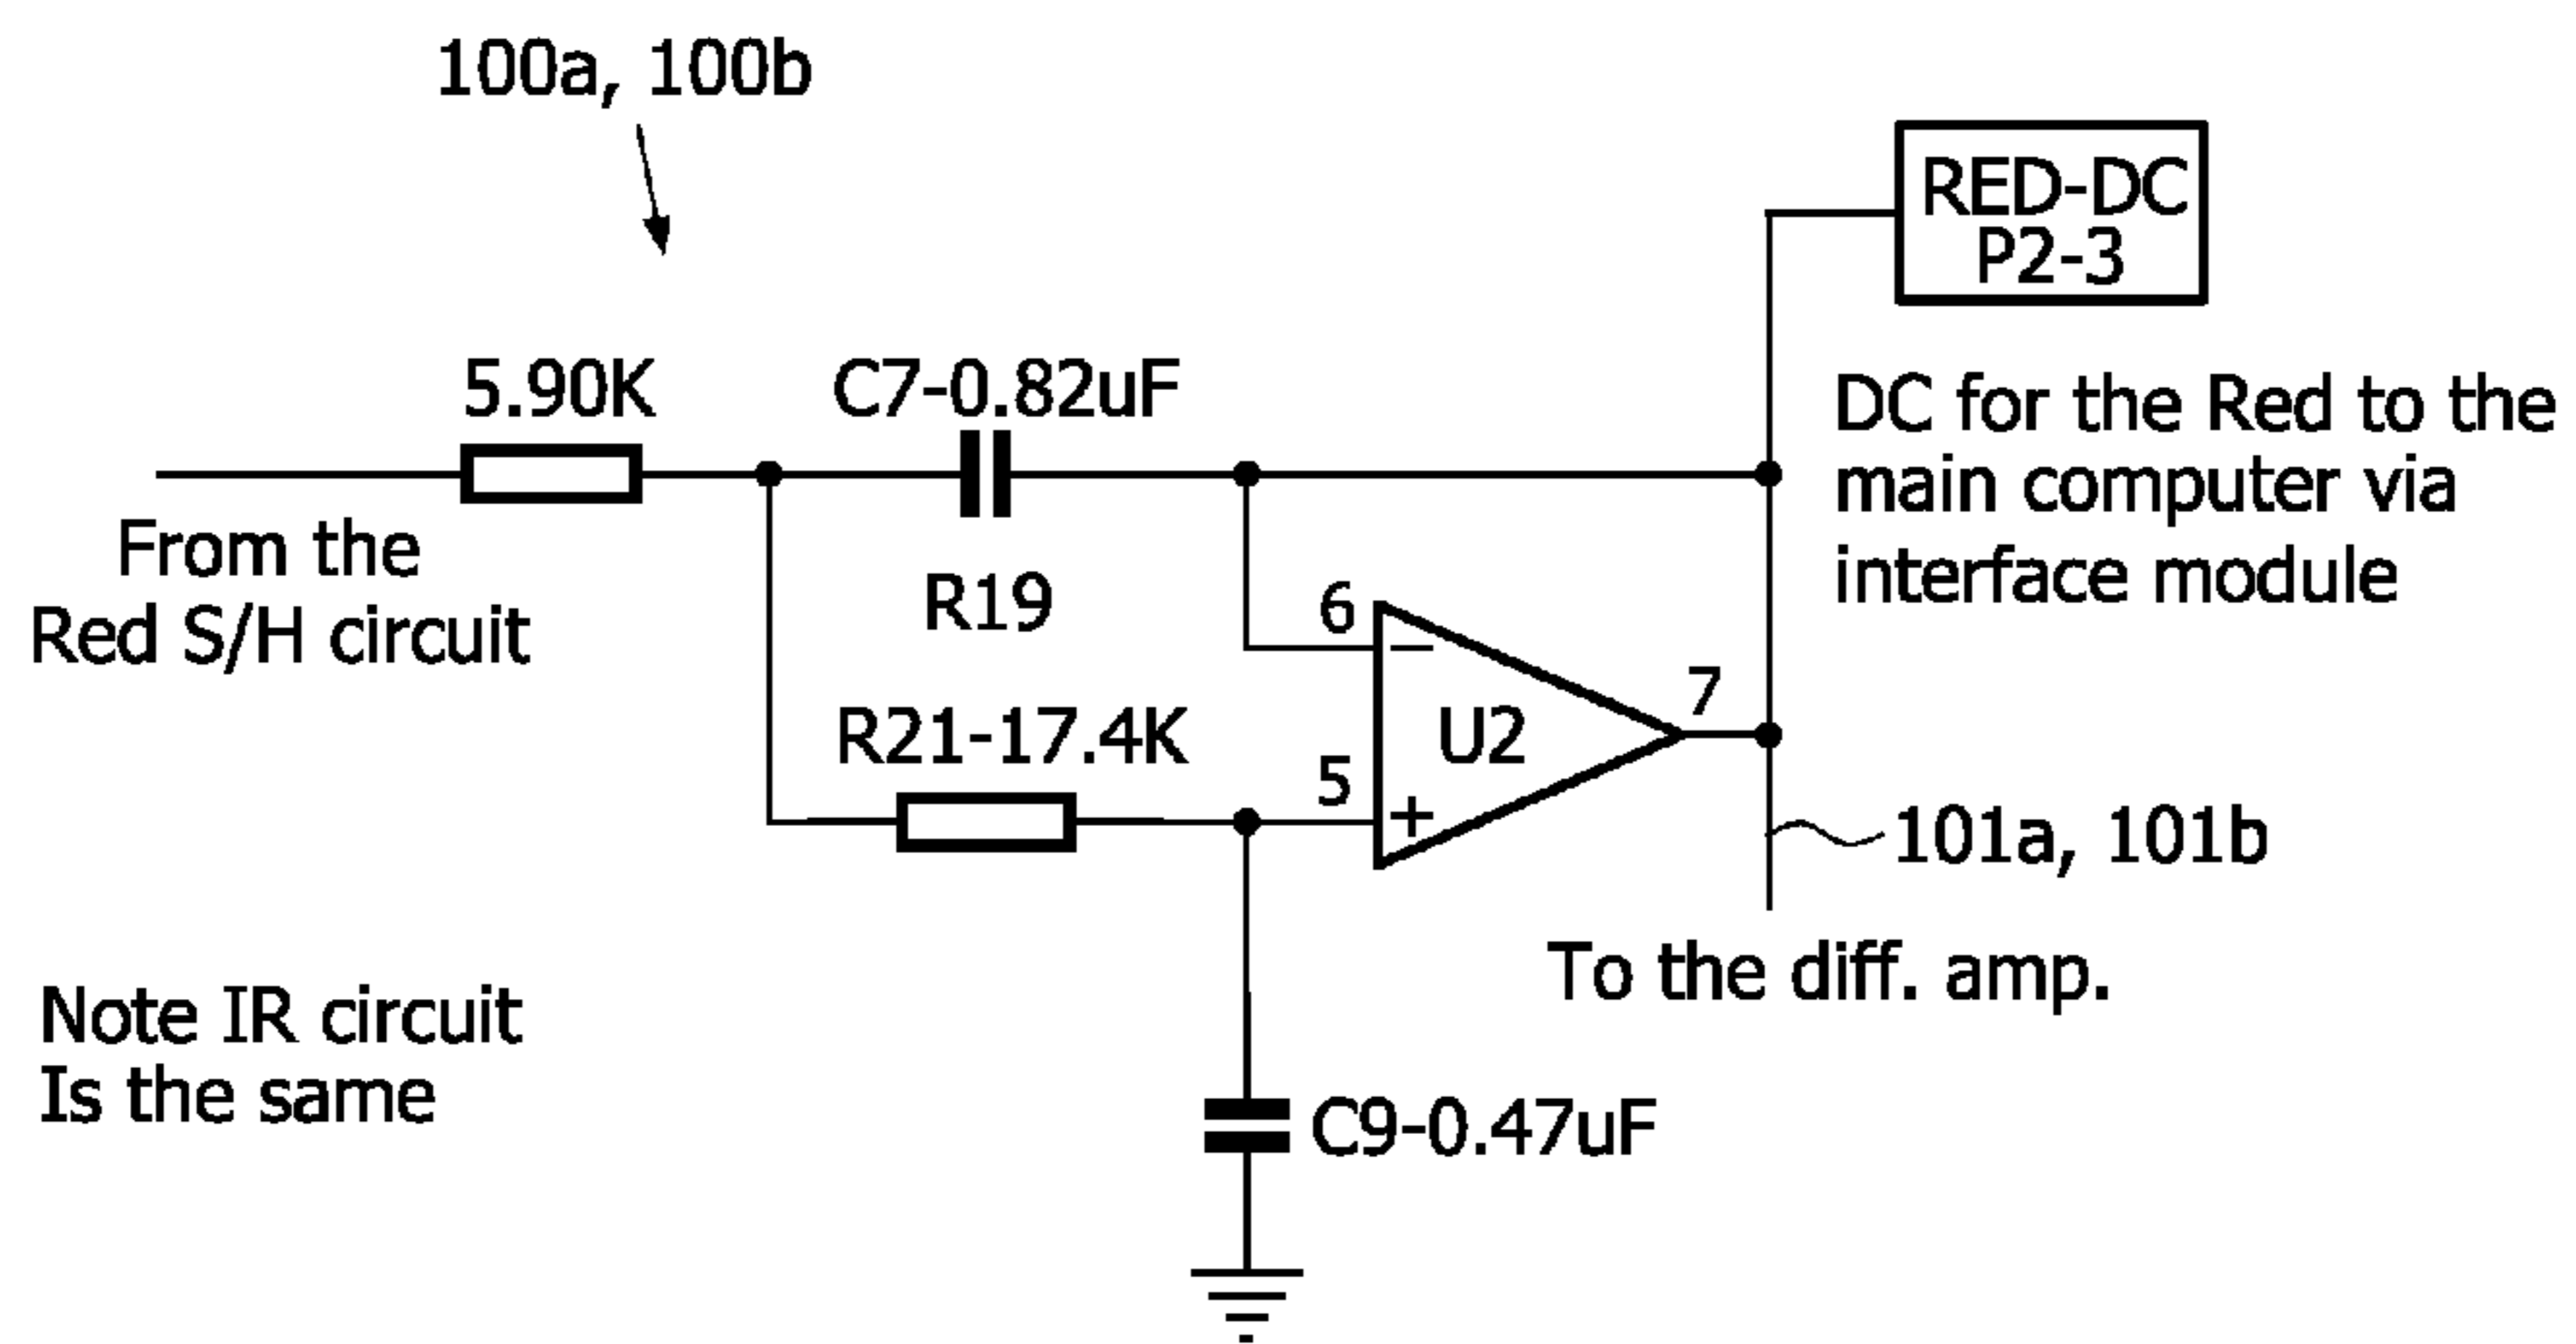 100a, 100b
RED-DC
P2-3
5.90K
C7-0.82uF
DC for the Red to the
main computer via
interface module
From the
Red S/H circuit
R19
6
−
R21-17.4K
U2
7
5
+
101a, 101b
To the diff. amp.
Note IR circuit
Is the same
C9-0.47uF